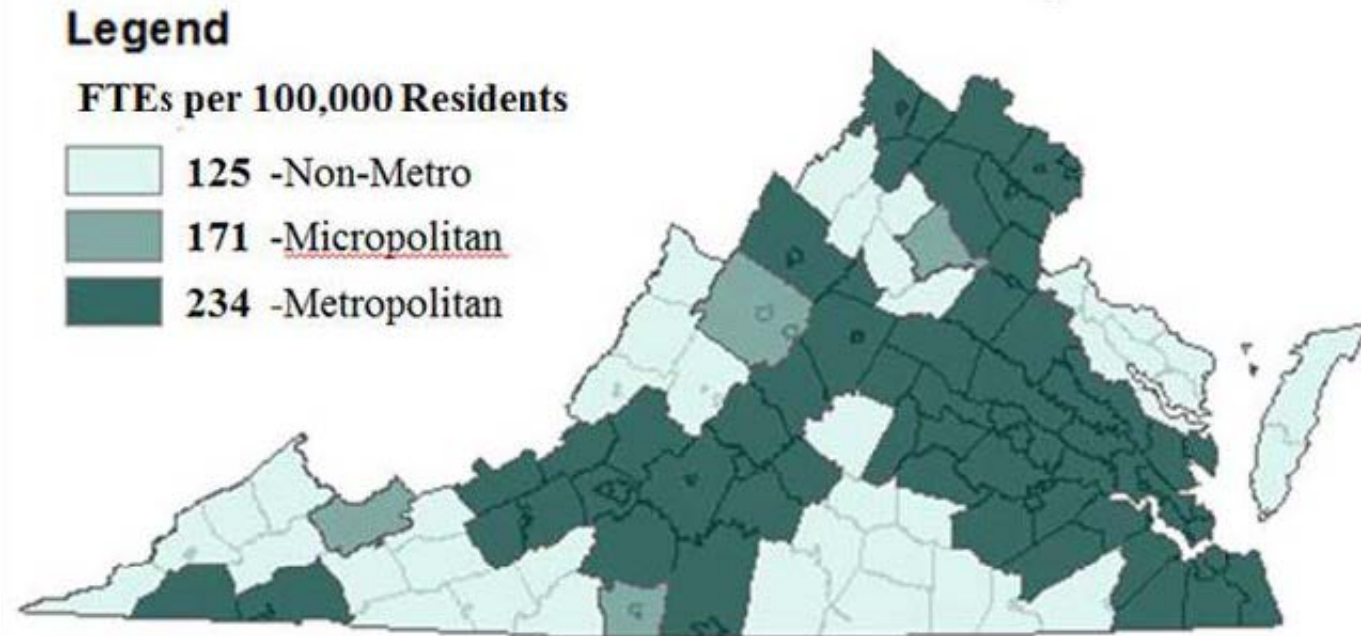 Legend
FTEs per 100,000 Residents
125 -Non-Metro
171 -Micropolitan
234 -Metropolitan